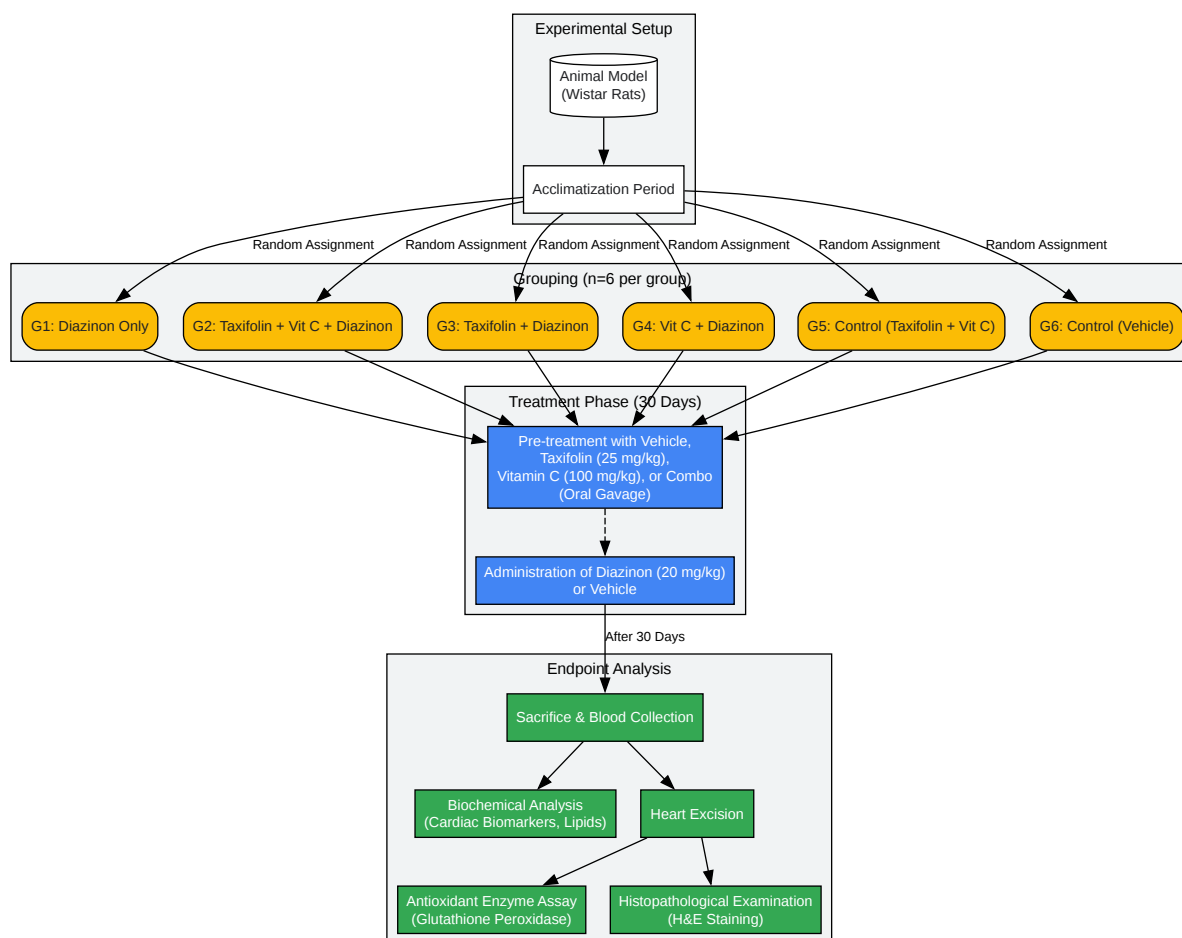 Experimental Setup
Animal Model
(Wistar Rats)
Acclimatization Period
Random Assignment
Random Assignment
Random Assignment
Random Assignment
Random Assignment
Random Assignment
Grouping (n=6 per group)
G1: Diazinon Only
G2: Taxifolin + Vit C + Diazinon
G3: Taxifolin + Diazinon
G4: Vit C + Diazinon
G5: Control (Taxifolin + Vit C)
G6: Control (Vehicle)
Treatment Phase (30 Days)
Pre-treatment with Vehicle,
Taxifolin (25 mg/kg),
Vitamin C (100 mg/kg), or Combo
(Oral Gavage)
Administration of Diazinon (20 mg/kg)
or Vehicle
After 30 Days
Endpoint Analysis
Sacrifice & Blood Collection
Biochemical Analysis
(Cardiac Biomarkers, Lipids)
Heart Excision
Antioxidant Enzyme Assay
(Glutathione Peroxidase)
Histopathological Examination
(H&E Staining)